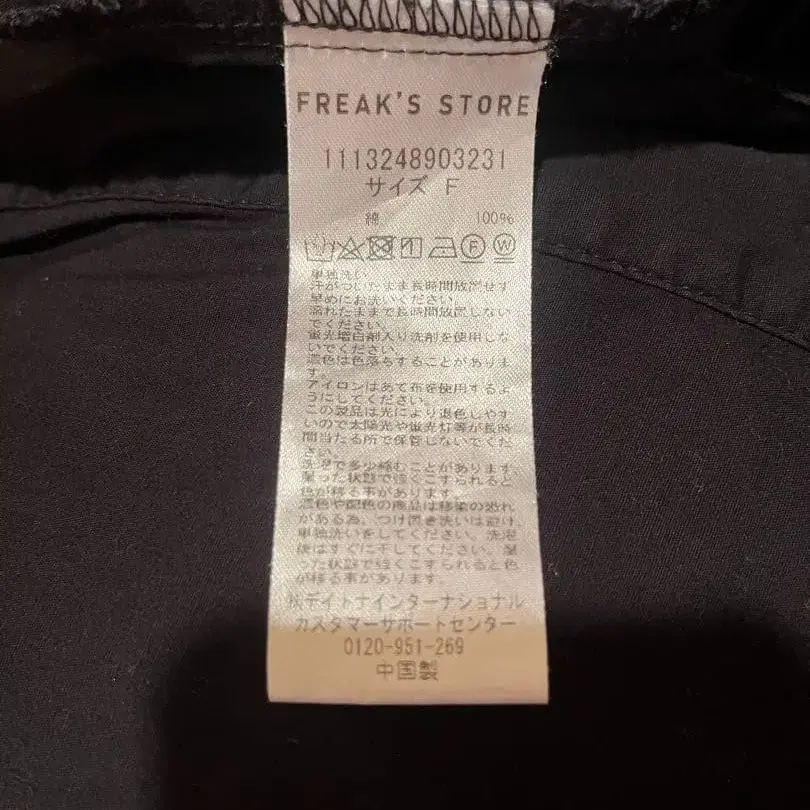 FREAK'S STORE
1113248903231
サイズ F
綿 100%
F W
単独洗い
汗がついたまま長時間放置せず
早めにお洗いください。
濡れたままで長時間放置しない
でください。
蛍光増白剤入り洗剤を使用しな
いでください。
濃色は色落ちすることがありま
す。
アイロンはあて布を使用するよ
うにしてください。
この製品は光により退色しやす
いので太陽光や蛍光灯等が長時
間当たる所で保管しないでくだ
さい。
洗濯で多少縮むことがあります。
湿った状態で強くこすられると
色が移る事があります。
濃色や配色の商品は移染の恐れ
がある為、つけ置き洗いは避け、
単独洗いをしてください。洗濯
後はすぐに干してください。湿
った状態で強くこすられると色
が移る事があります。
㈱デイトナインターナショナル
カスタマーサポートセンター
0120-951-269
中国製